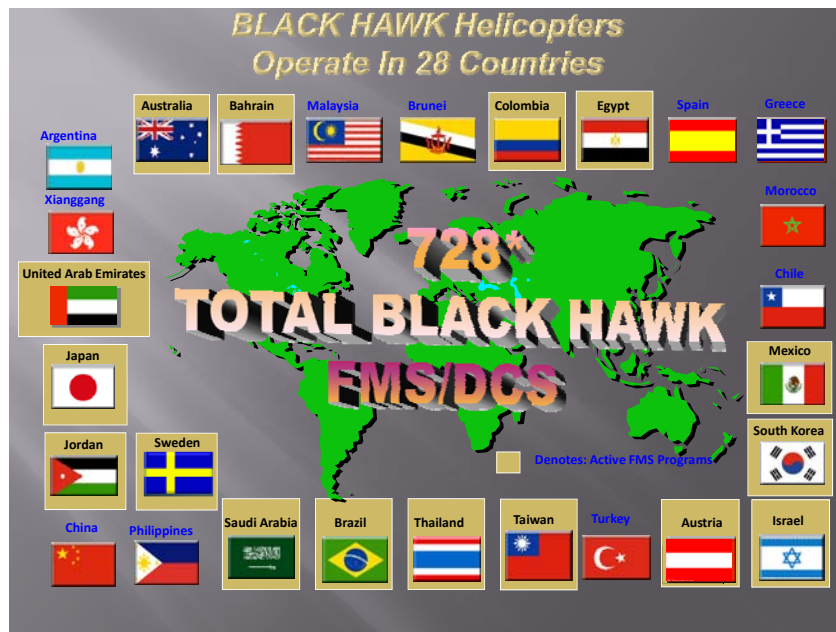 BLACK HAWK Helicopters
Operate In 28 Countries
Australia
Bahrain
Malaysia
Brunei
Colombia
Egypt
Spain
Greece
Argentina
Xianggang
Morocco
United Arab Emirates
Chile
728*
TOTAL BLACK HAWK
FMS/DCS
Japan
Mexico
Jordan
Sweden
South Korea
Denotes: Active FMS Programs
China
Philippines
Saudi Arabia
Brazil
Thailand
Taiwan
Turkey
Austria
Israel